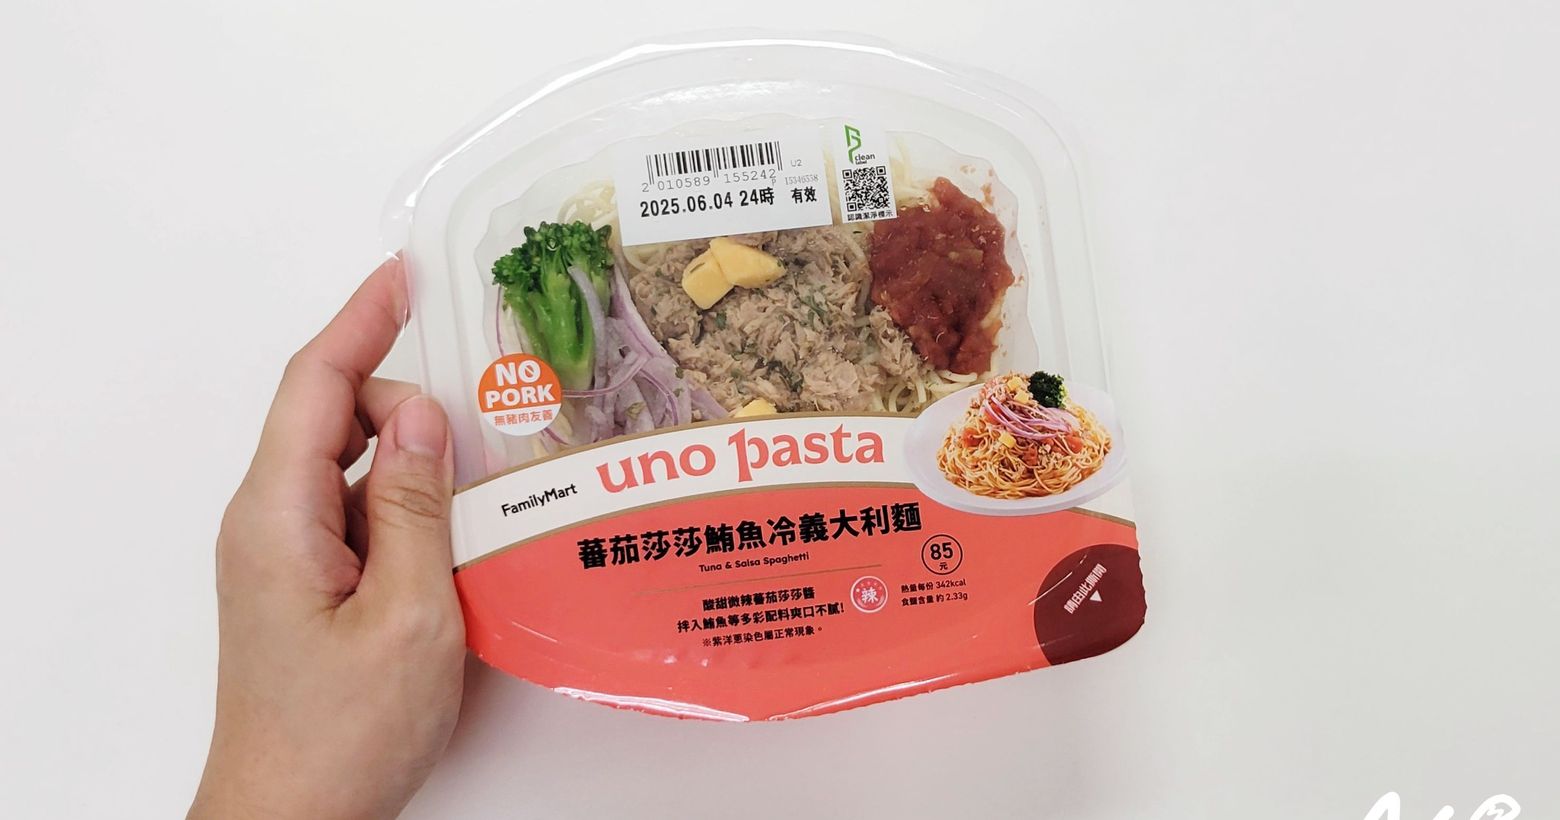 clean
label
U2
2 010589 155242
P 15346558
2025.06.04 24時 有效
認識潔淨標示
NO
PORK
無豬肉友善
uno pasta
FamilyMart
蕃茄莎莎鮪魚冷義大利麵
Tuna & Salsa Spaghetti
85
元
酸甜微辣蕃茄莎莎醬
拌入鮪魚等多彩配料爽口不膩!
※紫洋蔥染色屬正常現象。
辣
熱量每份 342kcal
食鹽含量 約 2.33g
請由此撕開